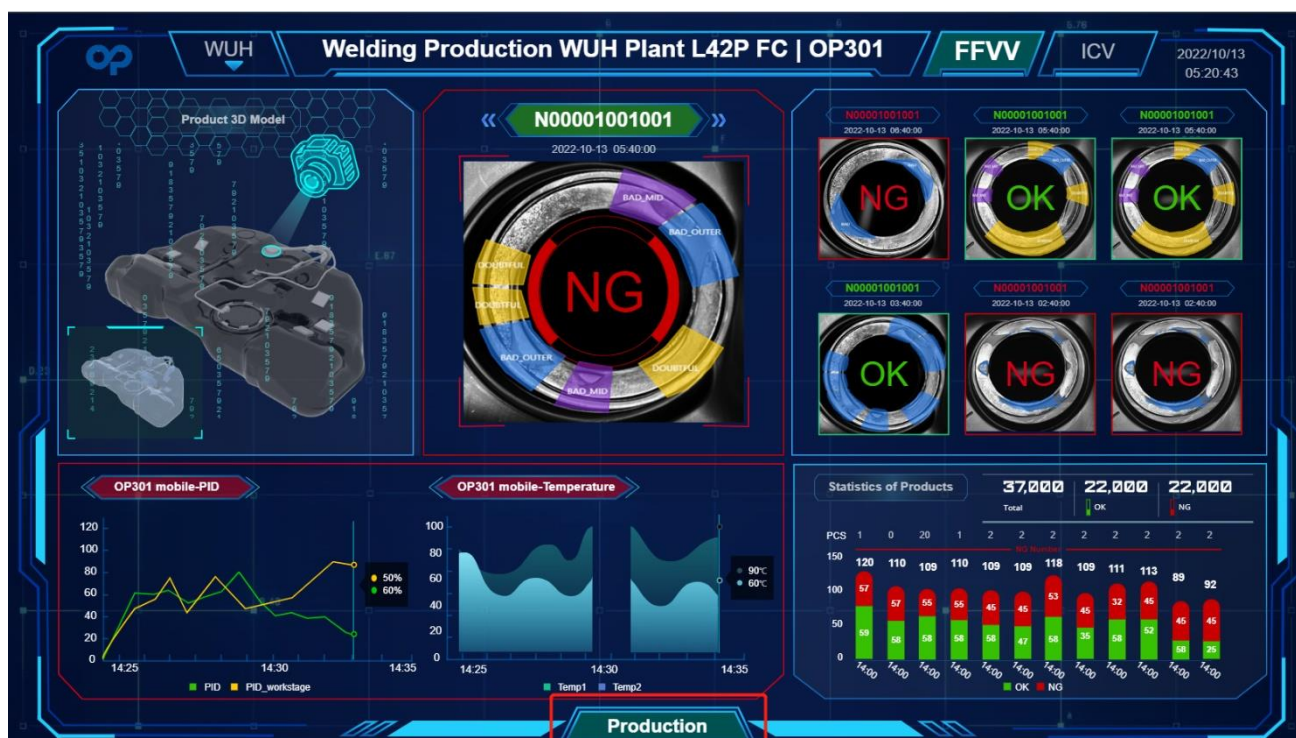 WUH
Welding Production WUH Plant L42P FC | OP301
FFVV
ICV
2022/10/13
05:20:43
Product 3D Model
N00001001001
2022-10-13 05:40:00
BAD_MID
BAD_OUTER
DOUBTFUL
DOUBTFUL
NG
BAD_OUTER
BAD_MID
DOUBTFUL
N00001001001
2022-10-13 06:40:00
NG
N00001001001
2022-10-13 05:40:00
OK
N00001001001
2022-10-13 05:40:00
OK
N00001001001
2022-10-13 03:40:00
OK
N00001001001
2022-10-13 02:40:00
NG
N00001001001
2022-10-13 02:40:00
NG
OP301 mobile-PID
120
100
80
60
40
20
0
50%
60%
14:25 14:30 14:35
PID PID_workstage
OP301 mobile-Temperature
100
80
60
40
20
0
90℃
60℃
14:25 14:30 14:35
Temp1 Temp2
Statistics of Products
37,000 22,000 22,000
Total OK NG
PCS 1 0 20 1 2 2 2 2 2 2 2 2
NG Number
150
100
50
0
120 110 109 110 109 109 118 109 111 113 89 92
57 57 55 55 45 45 53 45 32 45 45 45
59 58 58 58 58 47 58 35 58 52 58 25
14:00 14:00 14:00 14:00 14:00 14:00 14:00 14:00 14:00 14:00 14:00 14:00
OK NG
Production